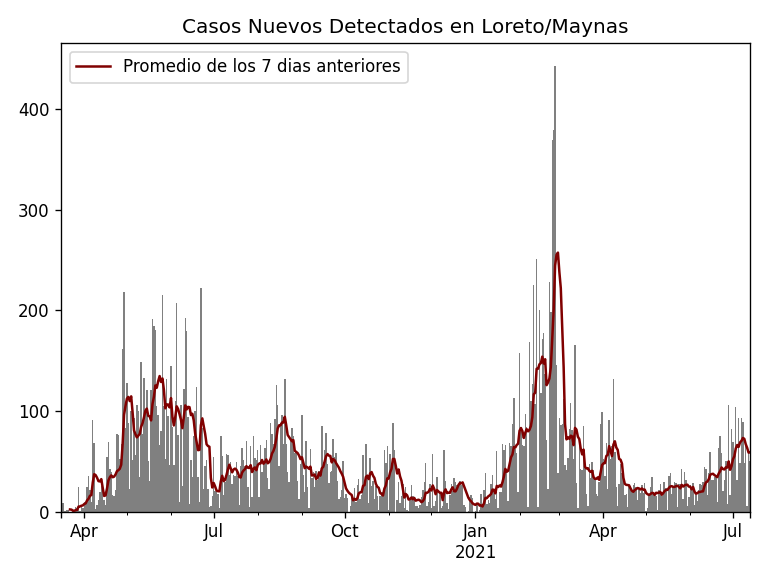 Casos Nuevos Detectados en Loreto/Maynas
Promedio de los 7 dias anteriores
400
300
200
100
0
Apr Jul Oct Jan Apr Jul
2021